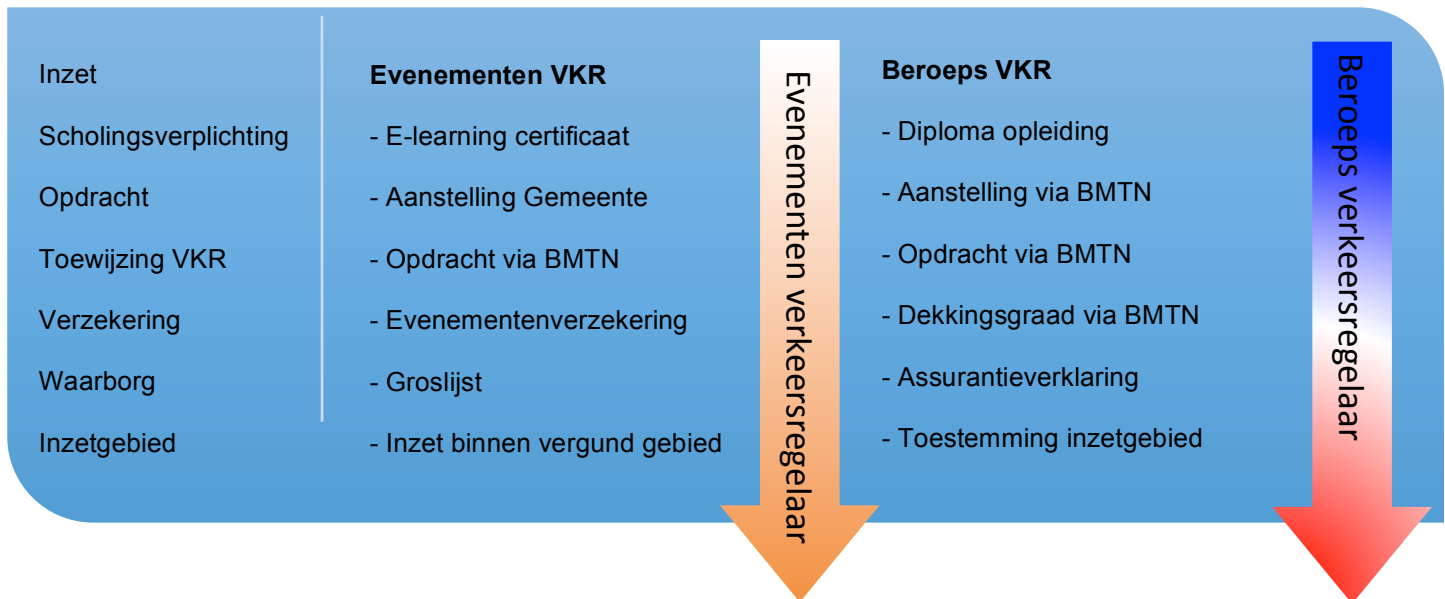 Inzet
Scholingsverplichting
Opdracht
Toewijzing VKR
Verzekering
Waarborg
Inzetgebied
Evenementen VKR
- E-learning certificaat
- Aanstelling Gemeente
- Opdracht via BMTN
- Evenementenverzekering
- Groslijst
- Inzet binnen vergund gebied
Evenementen verkeersregelaar
Beroeps VKR
- Diploma opleiding
- Aanstelling via BMTN
- Opdracht via BMTN
- Dekkingsgraad via BMTN
- Assurantieverklaring
- Toestemming inzetgebied
Beroeps verkeersregelaar